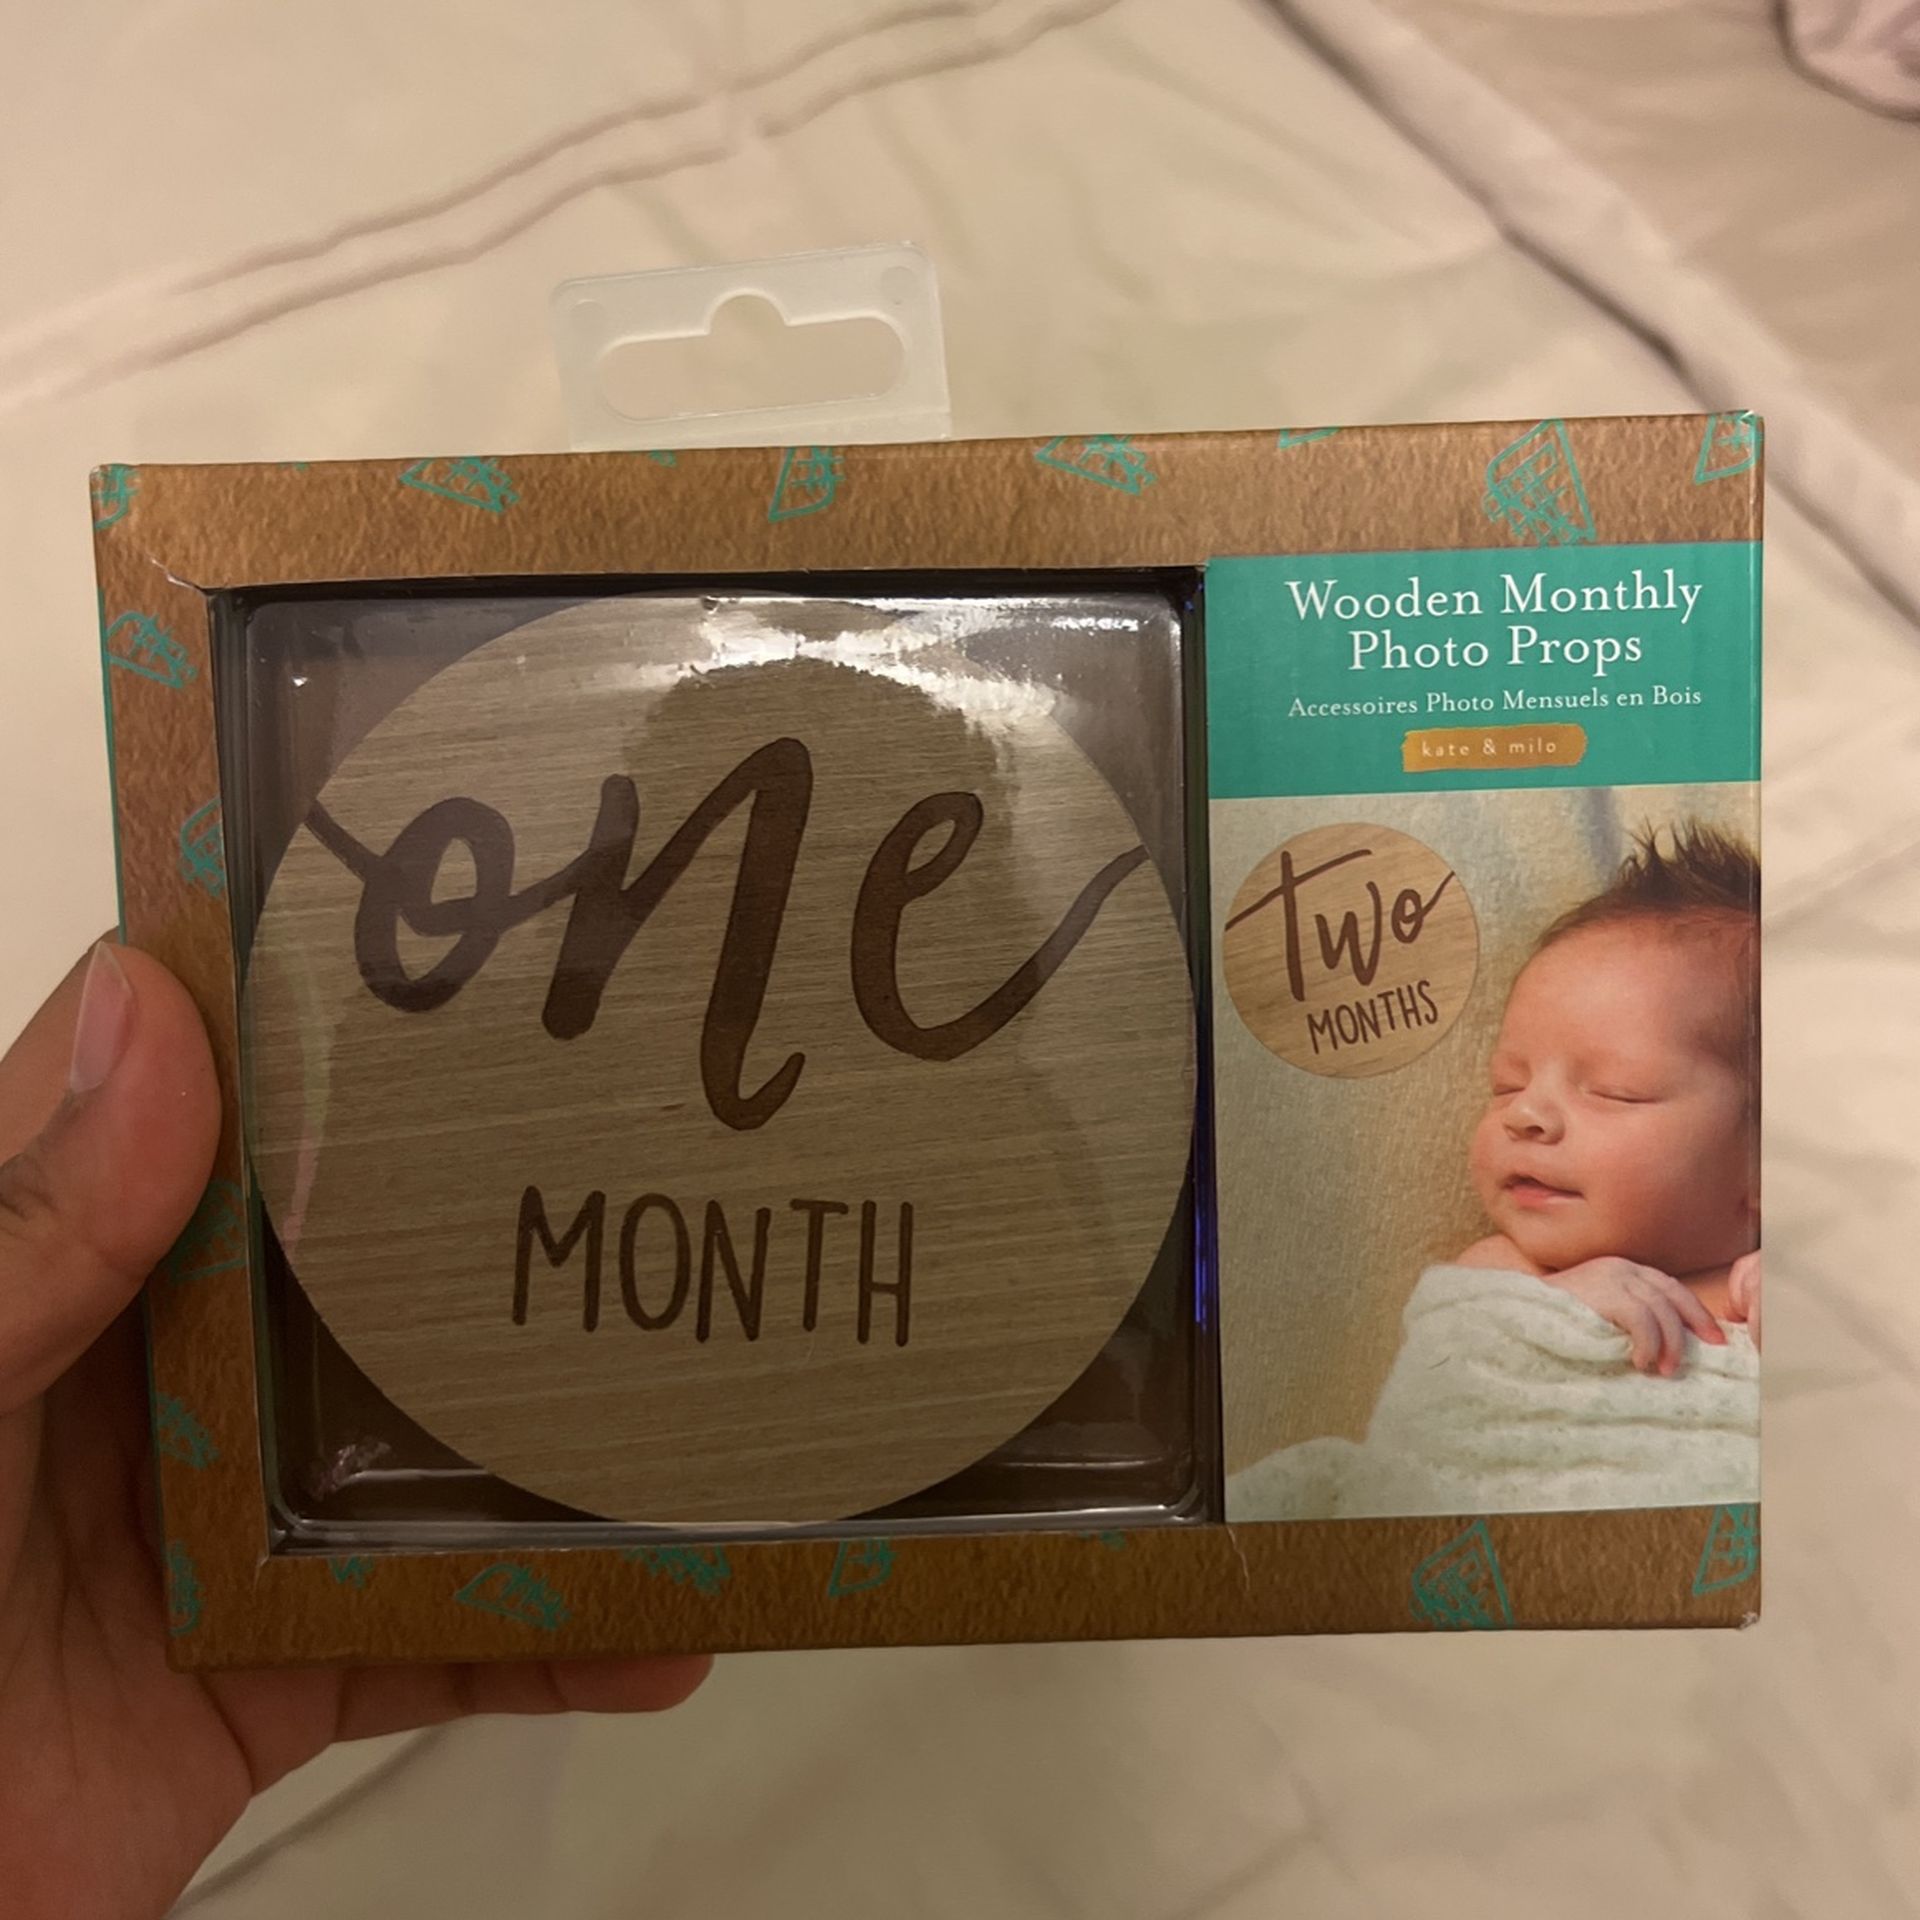 one
MONTH
Wooden Monthly
Photo Props
Accessoires Photo Mensuels en Bois
kate & milo
two
MONTHS